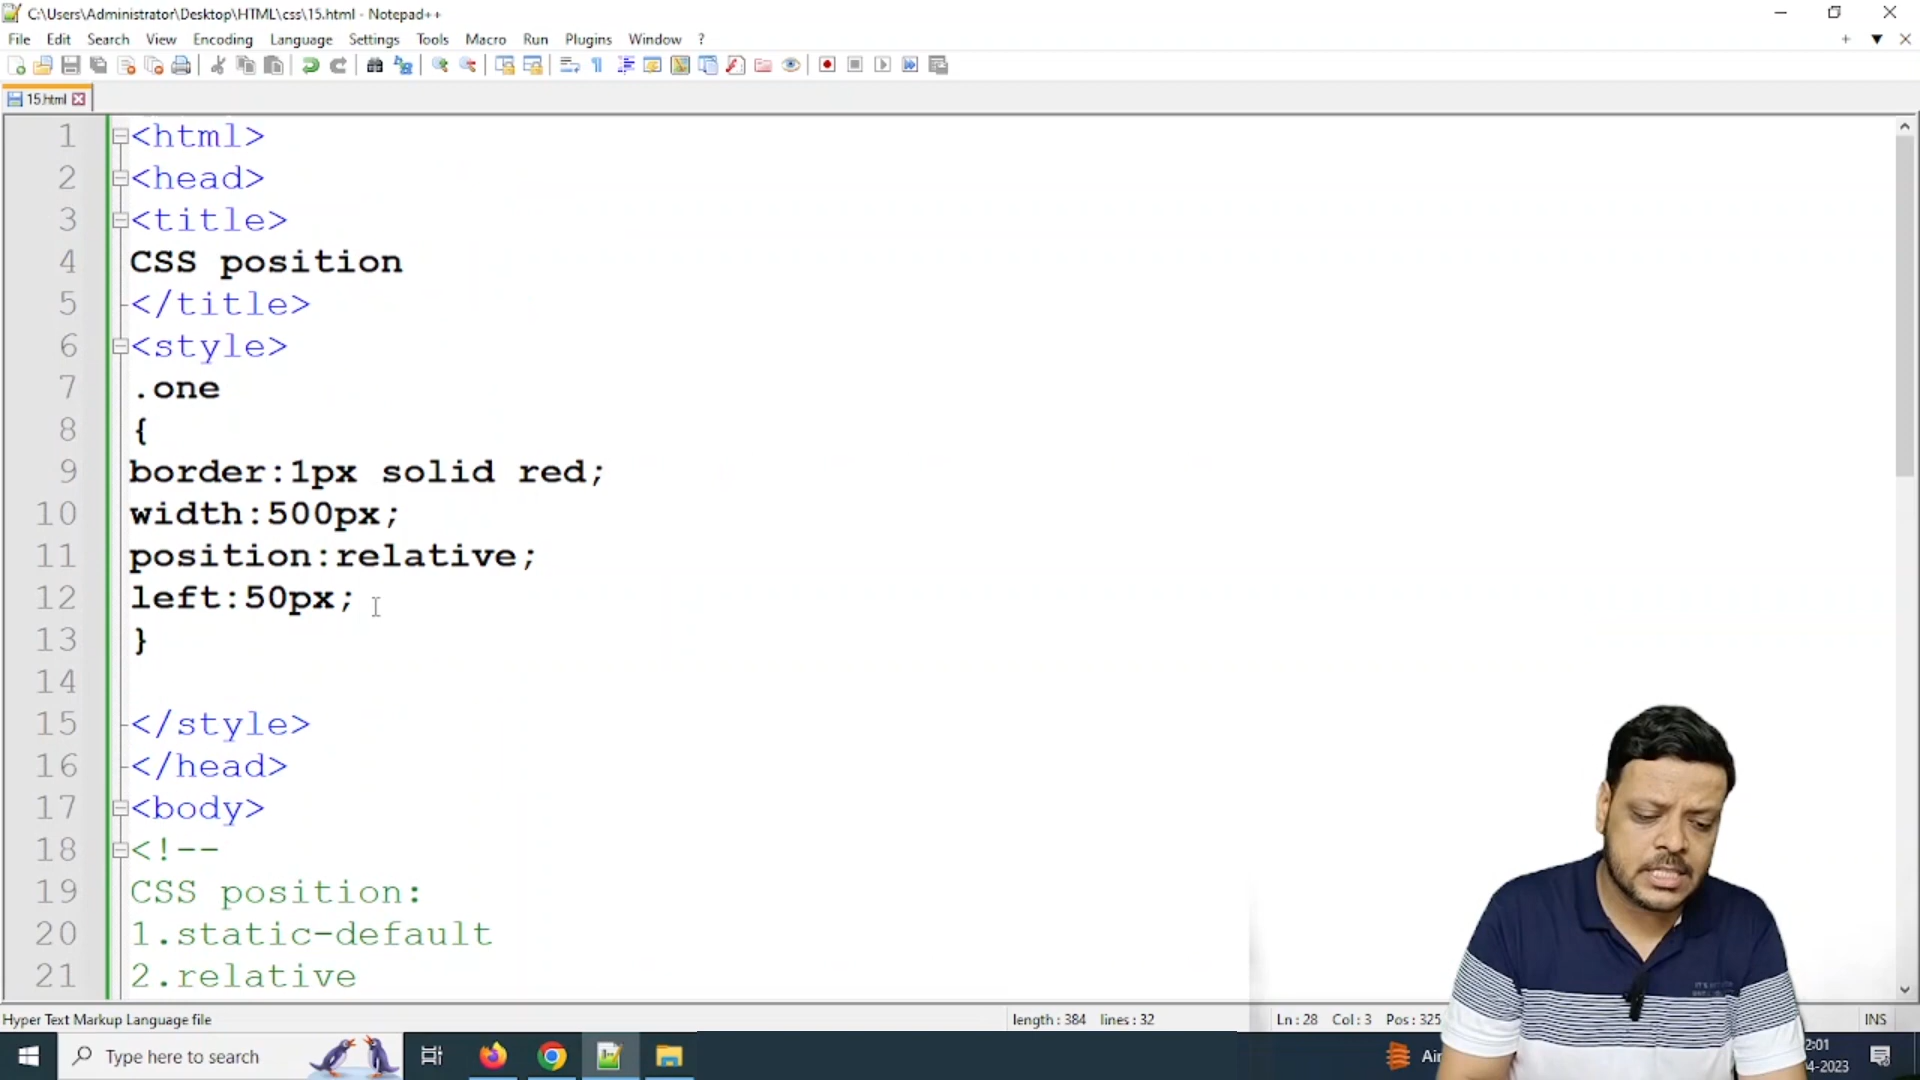 C:\Users\Administrator\Desktop\HTML\css\15.html - Notepad++
File Edit Search View Encoding Language Settings Tools Macro Run Plugins Window ?
15.html
1 <html>
2 <head>
3 <title>
4 CSS position
5 </title>
6 <style>
7 .one
8 {
9 border:1px solid red;
10 width:500px;
11 position:relative;
12 left:50px;
13 }
14
15 </style>
16 </head>
17 <body>
18 <!--
19 CSS position:
20 1.static-default
21 2.relative
Hyper Text Markup Language file length : 384 lines : 32 Ln : 28 Col : 3 Pos : 325 INS
Type here to search